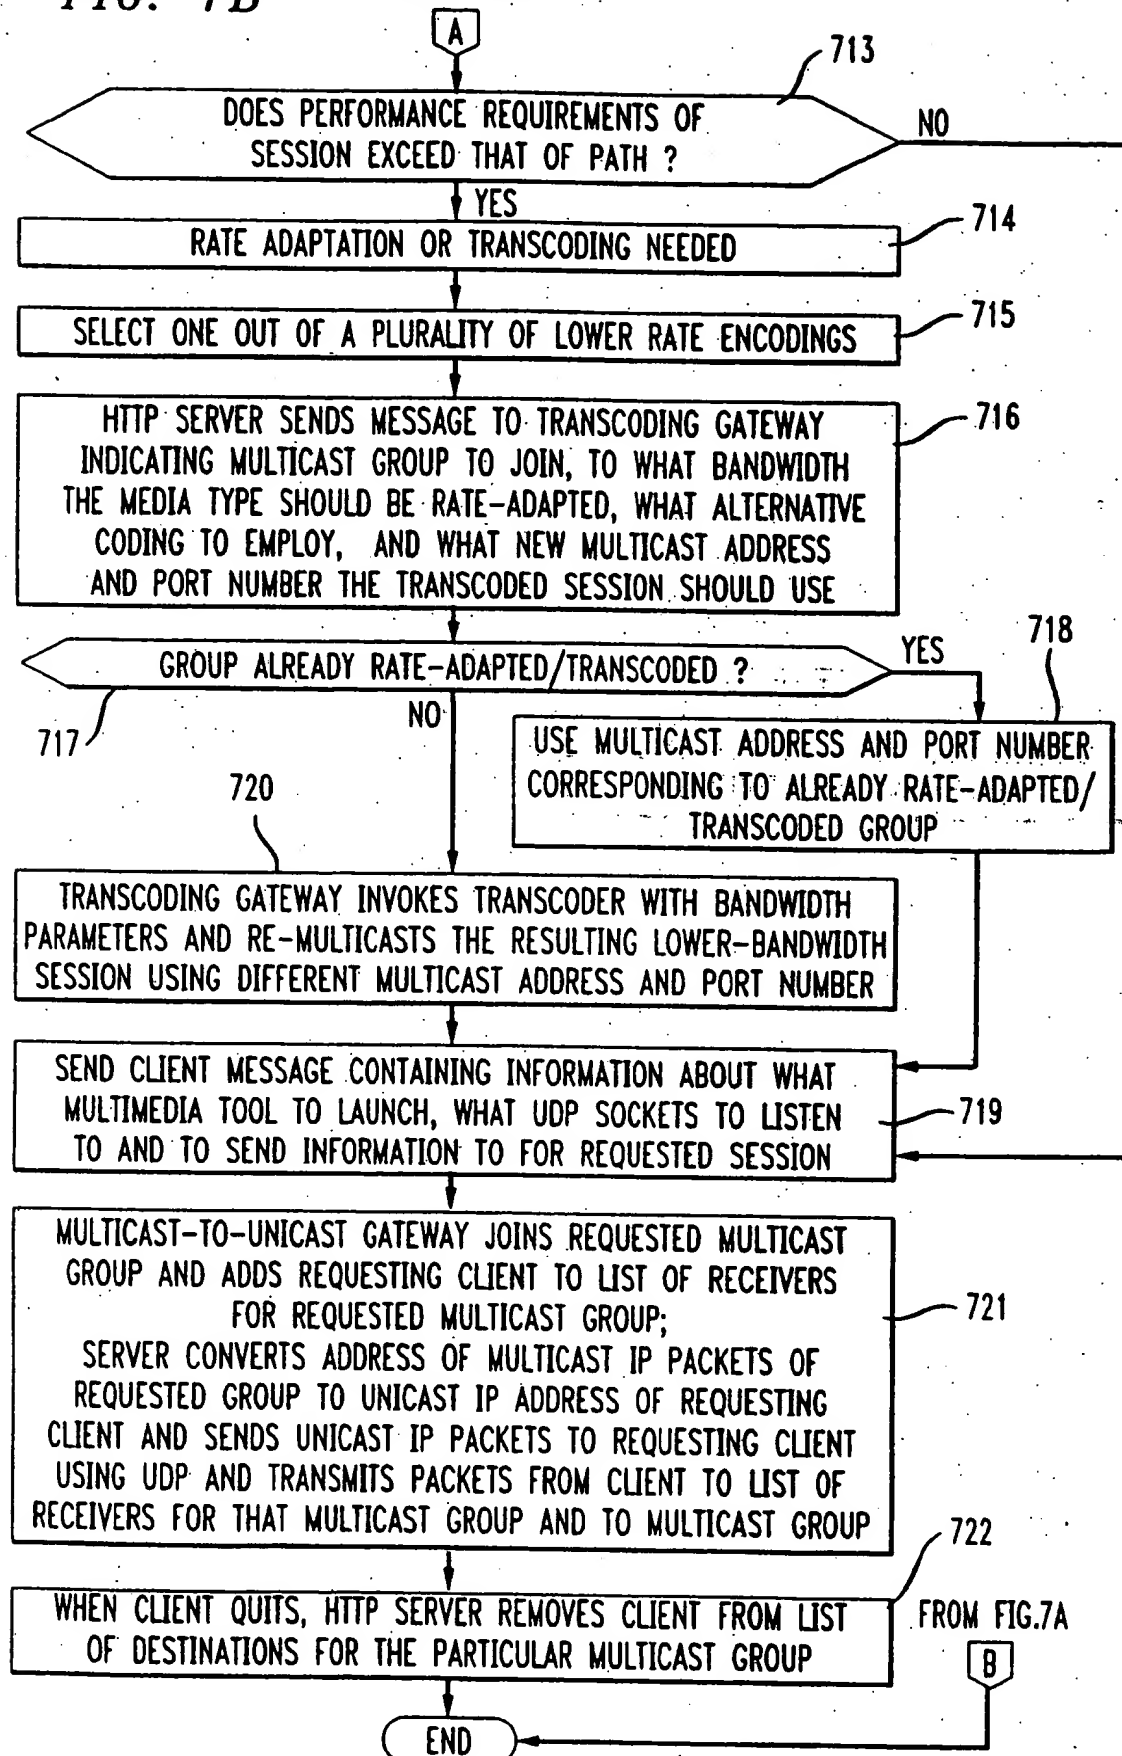 FIG. 7B
A
713
DOES PERFORMANCE REQUIREMENTS OF
SESSION EXCEED THAT OF PATH ?
NO
YES
714
RATE ADAPTATION OR TRANSCODING NEEDED
715
SELECT ONE OUT OF A PLURALITY OF LOWER RATE ENCODINGS
716
HTTP SERVER SENDS MESSAGE TO TRANSCODING GATEWAY
INDICATING MULTICAST GROUP TO JOIN, TO WHAT BANDWIDTH
THE MEDIA TYPE SHOULD BE RATE-ADAPTED, WHAT ALTERNATIVE
CODING TO EMPLOY, AND WHAT NEW MULTICAST ADDRESS
AND PORT NUMBER THE TRANSCODED SESSION SHOULD USE
GROUP ALREADY RATE-ADAPTED/TRANSCODED ?
YES
718
NO
717
USE MULTICAST ADDRESS AND PORT NUMBER
CORRESPONDING TO ALREADY RATE-ADAPTED/
TRANSCODED GROUP
720
TRANSCODING GATEWAY INVOKES TRANSCODER WITH BANDWIDTH
PARAMETERS AND RE-MULTICASTS THE RESULTING LOWER-BANDWIDTH
SESSION USING DIFFERENT MULTICAST ADDRESS AND PORT NUMBER
SEND CLIENT MESSAGE CONTAINING INFORMATION ABOUT WHAT
MULTIMEDIA TOOL TO LAUNCH, WHAT UDP SOCKETS TO LISTEN
TO AND TO SEND INFORMATION TO FOR REQUESTED SESSION
719
MULTICAST-TO-UNICAST GATEWAY JOINS REQUESTED MULTICAST
GROUP AND ADDS REQUESTING CLIENT TO LIST OF RECEIVERS
FOR REQUESTED MULTICAST GROUP;
SERVER CONVERTS ADDRESS OF MULTICAST IP PACKETS OF
REQUESTED GROUP TO UNICAST IP ADDRESS OF REQUESTING
CLIENT AND SENDS UNICAST IP PACKETS TO REQUESTING CLIENT
USING UDP AND TRANSMITS PACKETS FROM CLIENT TO LIST OF
RECEIVERS FOR THAT MULTICAST GROUP AND TO MULTICAST GROUP
721
722
WHEN CLIENT QUITS, HTTP SERVER REMOVES CLIENT FROM LIST
OF DESTINATIONS FOR THE PARTICULAR MULTICAST GROUP
FROM FIG.7A
B
END